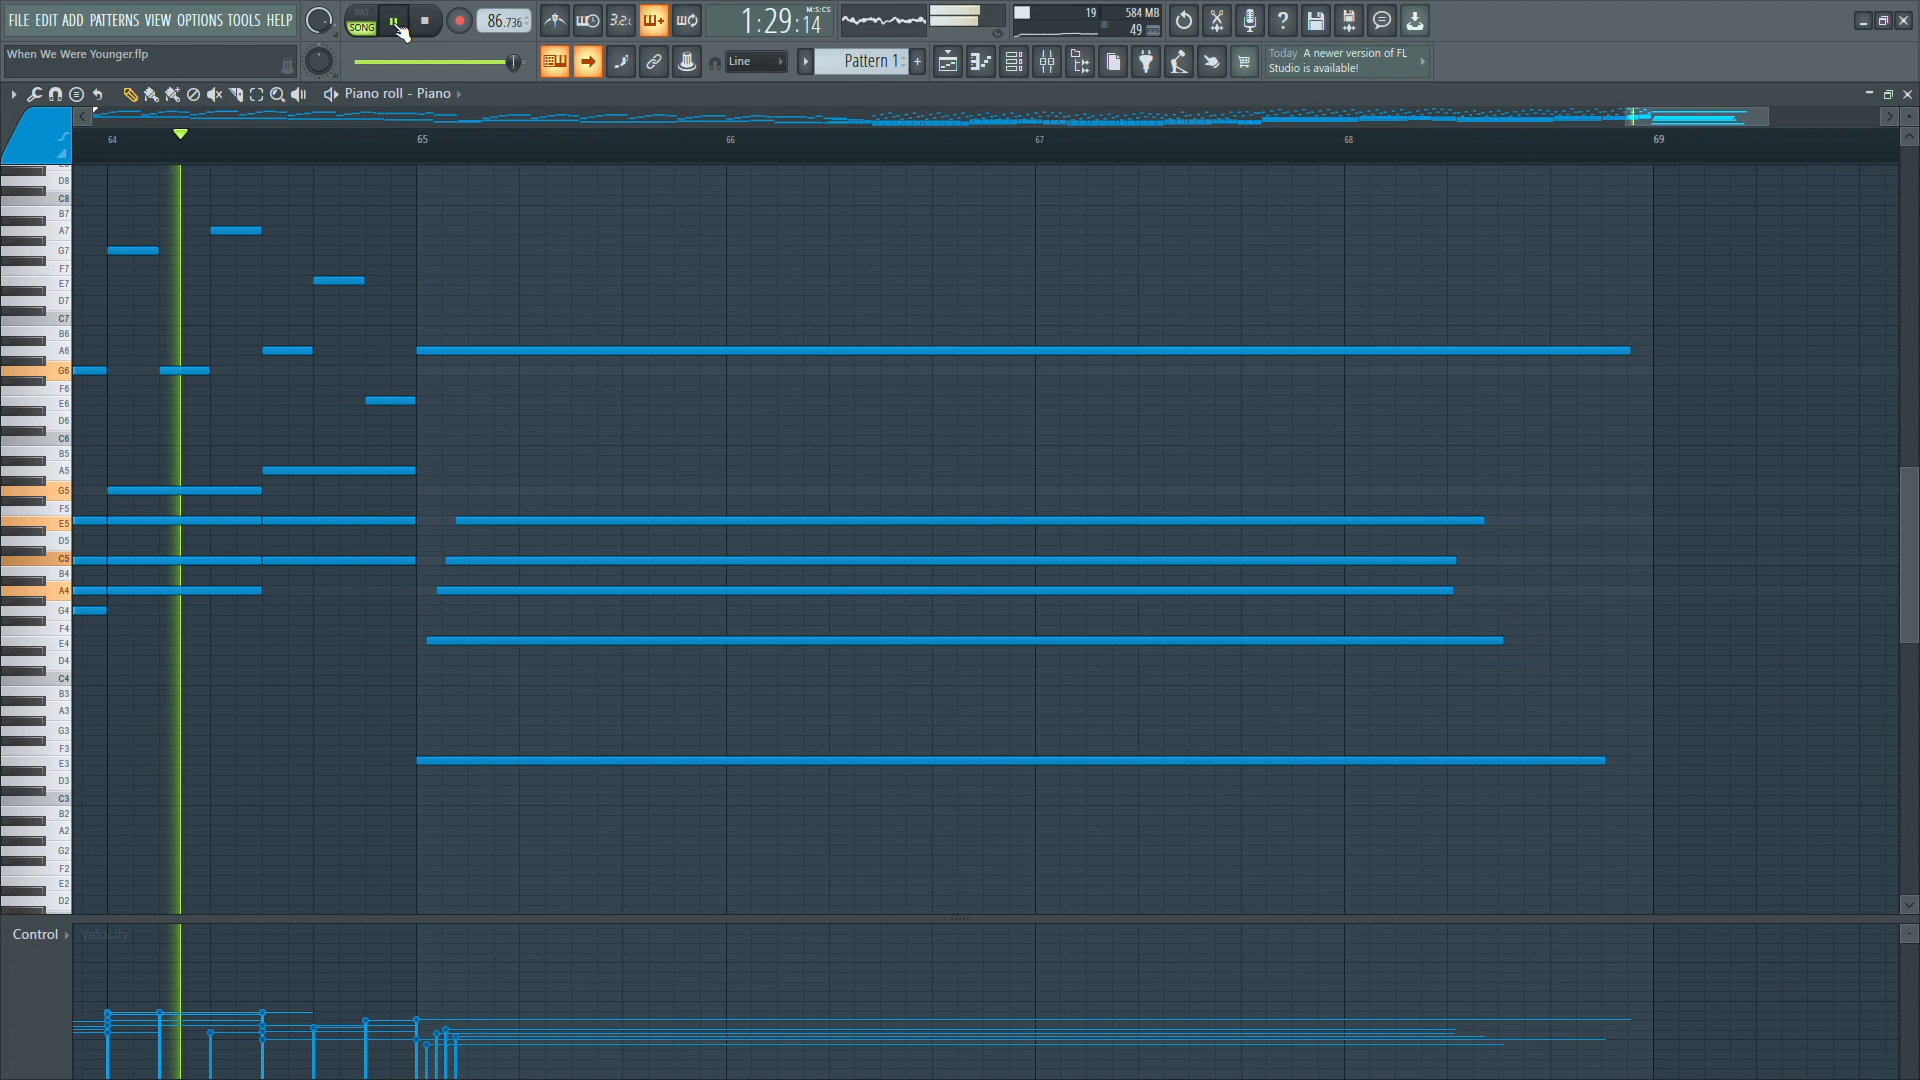 FILE EDIT ADD PATTERNS VIEW OPTIONS TOOLS HELP
PAT
SONG
86.736
3.2
1:29:14
M:S:CS
19
584 MB
49
When We Were Younger.flp
Line
Pattern 1
+
Today A newer version of FL
Studio is available!
Piano roll - Piano
64
65
66
67
68
69
D8
C8
B7
A7
G7
F7
E7
D7
C7
B6
A6
G6
F6
E6
D6
C6
B5
A5
G5
F5
E5
D5
C5
B4
A4
G4
F4
E4
D4
C4
B3
A3
G3
F3
E3
D3
C3
B2
A2
G2
F2
E2
D2
Control
Velocity